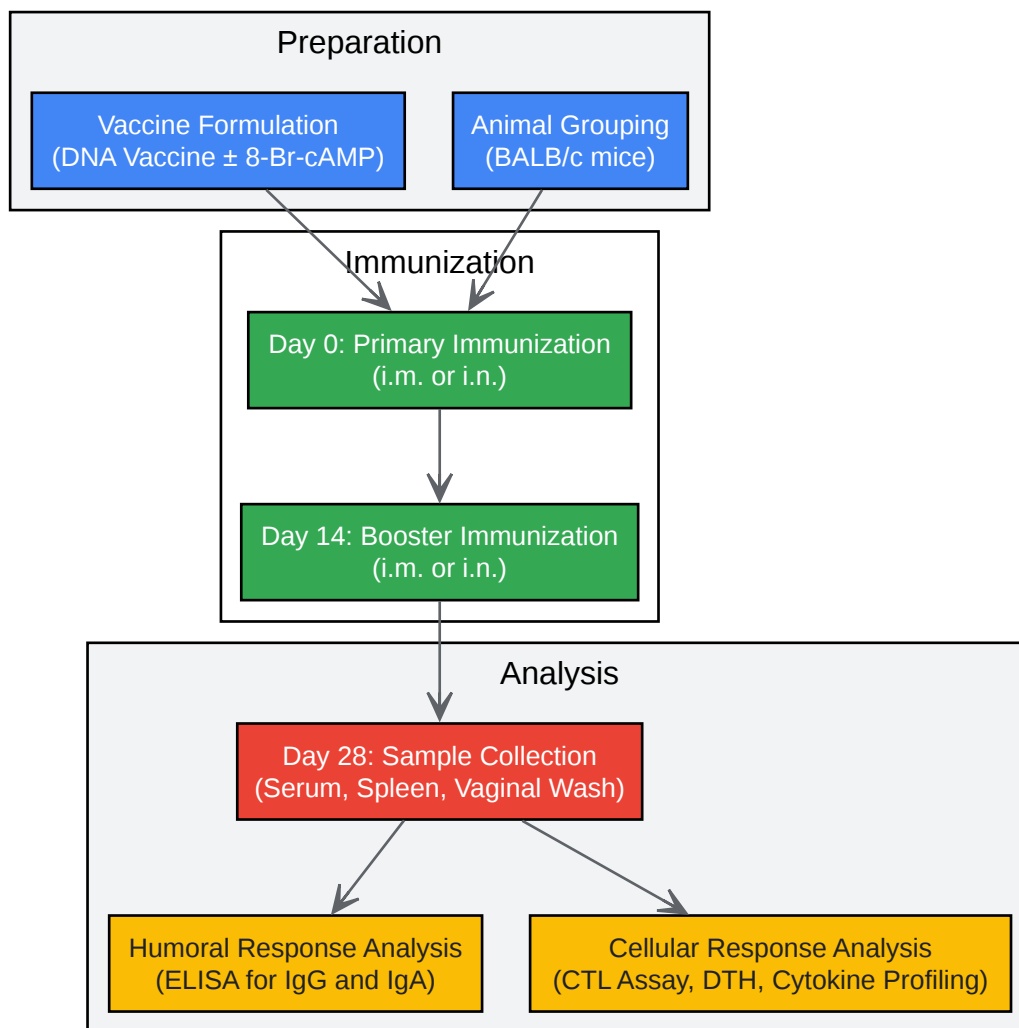 Preparation
Vaccine Formulation
(DNA Vaccine ± 8-Br-cAMP)
Animal Grouping
(BALB/c mice)
Immunization
Day 0: Primary Immunization
(i.m. or i.n.)
Day 14: Booster Immunization
(i.m. or i.n.)
Analysis
Day 28: Sample Collection
(Serum, Spleen, Vaginal Wash)
Humoral Response Analysis
(ELISA for IgG and IgA)
Cellular Response Analysis
(CTL Assay, DTH, Cytokine Profiling)